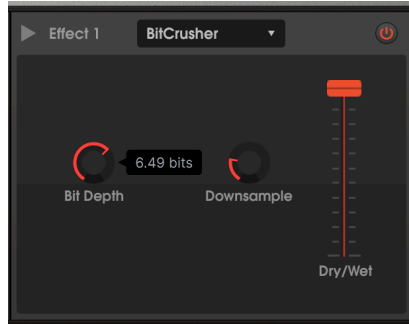 Effect 1
BitCrusher
6.49 bits
Bit Depth
Downsample
Dry/Wet